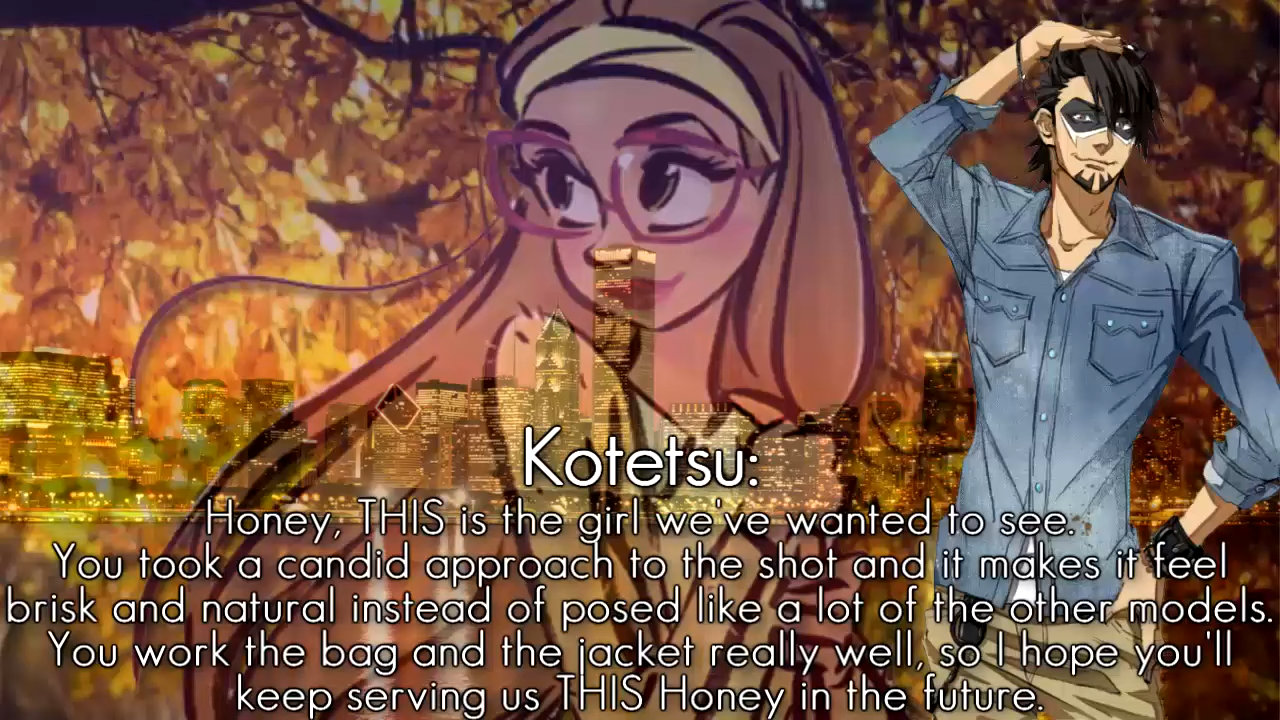 Kotetsu:
Honey, THIS is the girl we've wanted to see.
You took a candid approach to the shot and it makes it feel
brisk and natural instead of posed like a lot of the other models.
You work the bag and the jacket really well, so I hope you'll
keep serving us THIS Honey in the future.